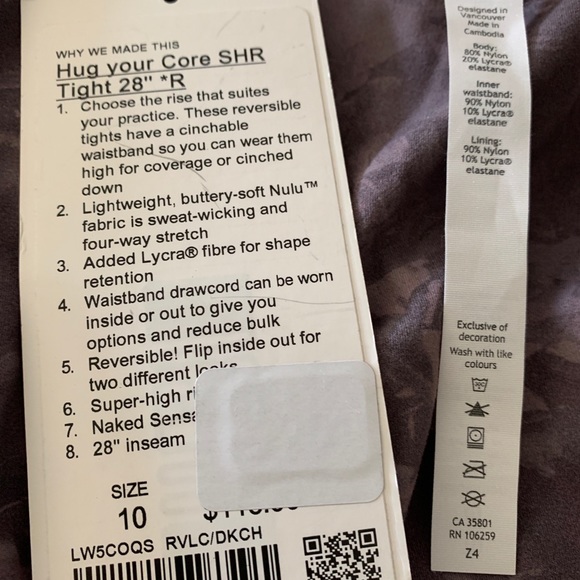 WHY WE MADE THIS
Hug your Core SHR
Tight 28" *R
1. Choose the rise that suites
your practice. These reversible
tights have a cinchable
waistband so you can wear them
high for coverage or cinched
down
2. Lightweight, buttery-soft Nulu™
fabric is sweat-wicking and
four-way stretch
3. Added Lycra® fibre for shape
retention
4. Waistband drawcord can be worn
inside or out to give you
options and reduce bulk
5. Reversible! Flip inside out for
two different looks
6. Super-high
7. Naked
8. 28" inseam
SIZE
10
LW5COQS RVLC/DKCH
Designed in
Vancouver
Made in
Cambodia
Body:
80% Nylon
20% Lycra®
elastane
Inner
waistband:
90% Nylon
10% Lycra®
elastane
Lining:
90% Nylon
10% Lycra®
elastane
Exclusive of
decoration
Wash with like
colours
CA 35801
RN 106259
Z4